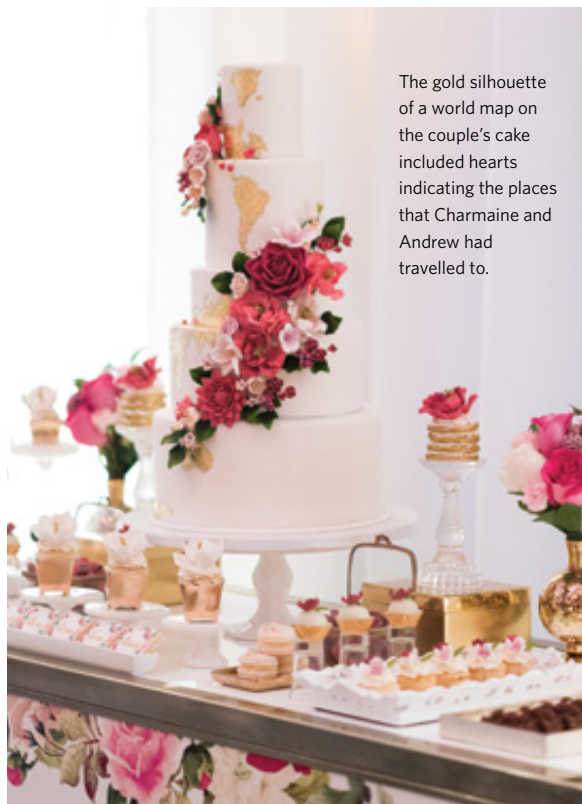 The gold silhouette
of a world map on
the couple's cake
included hearts
indicating the places
that Charmaine and
Andrew had
travelled to.